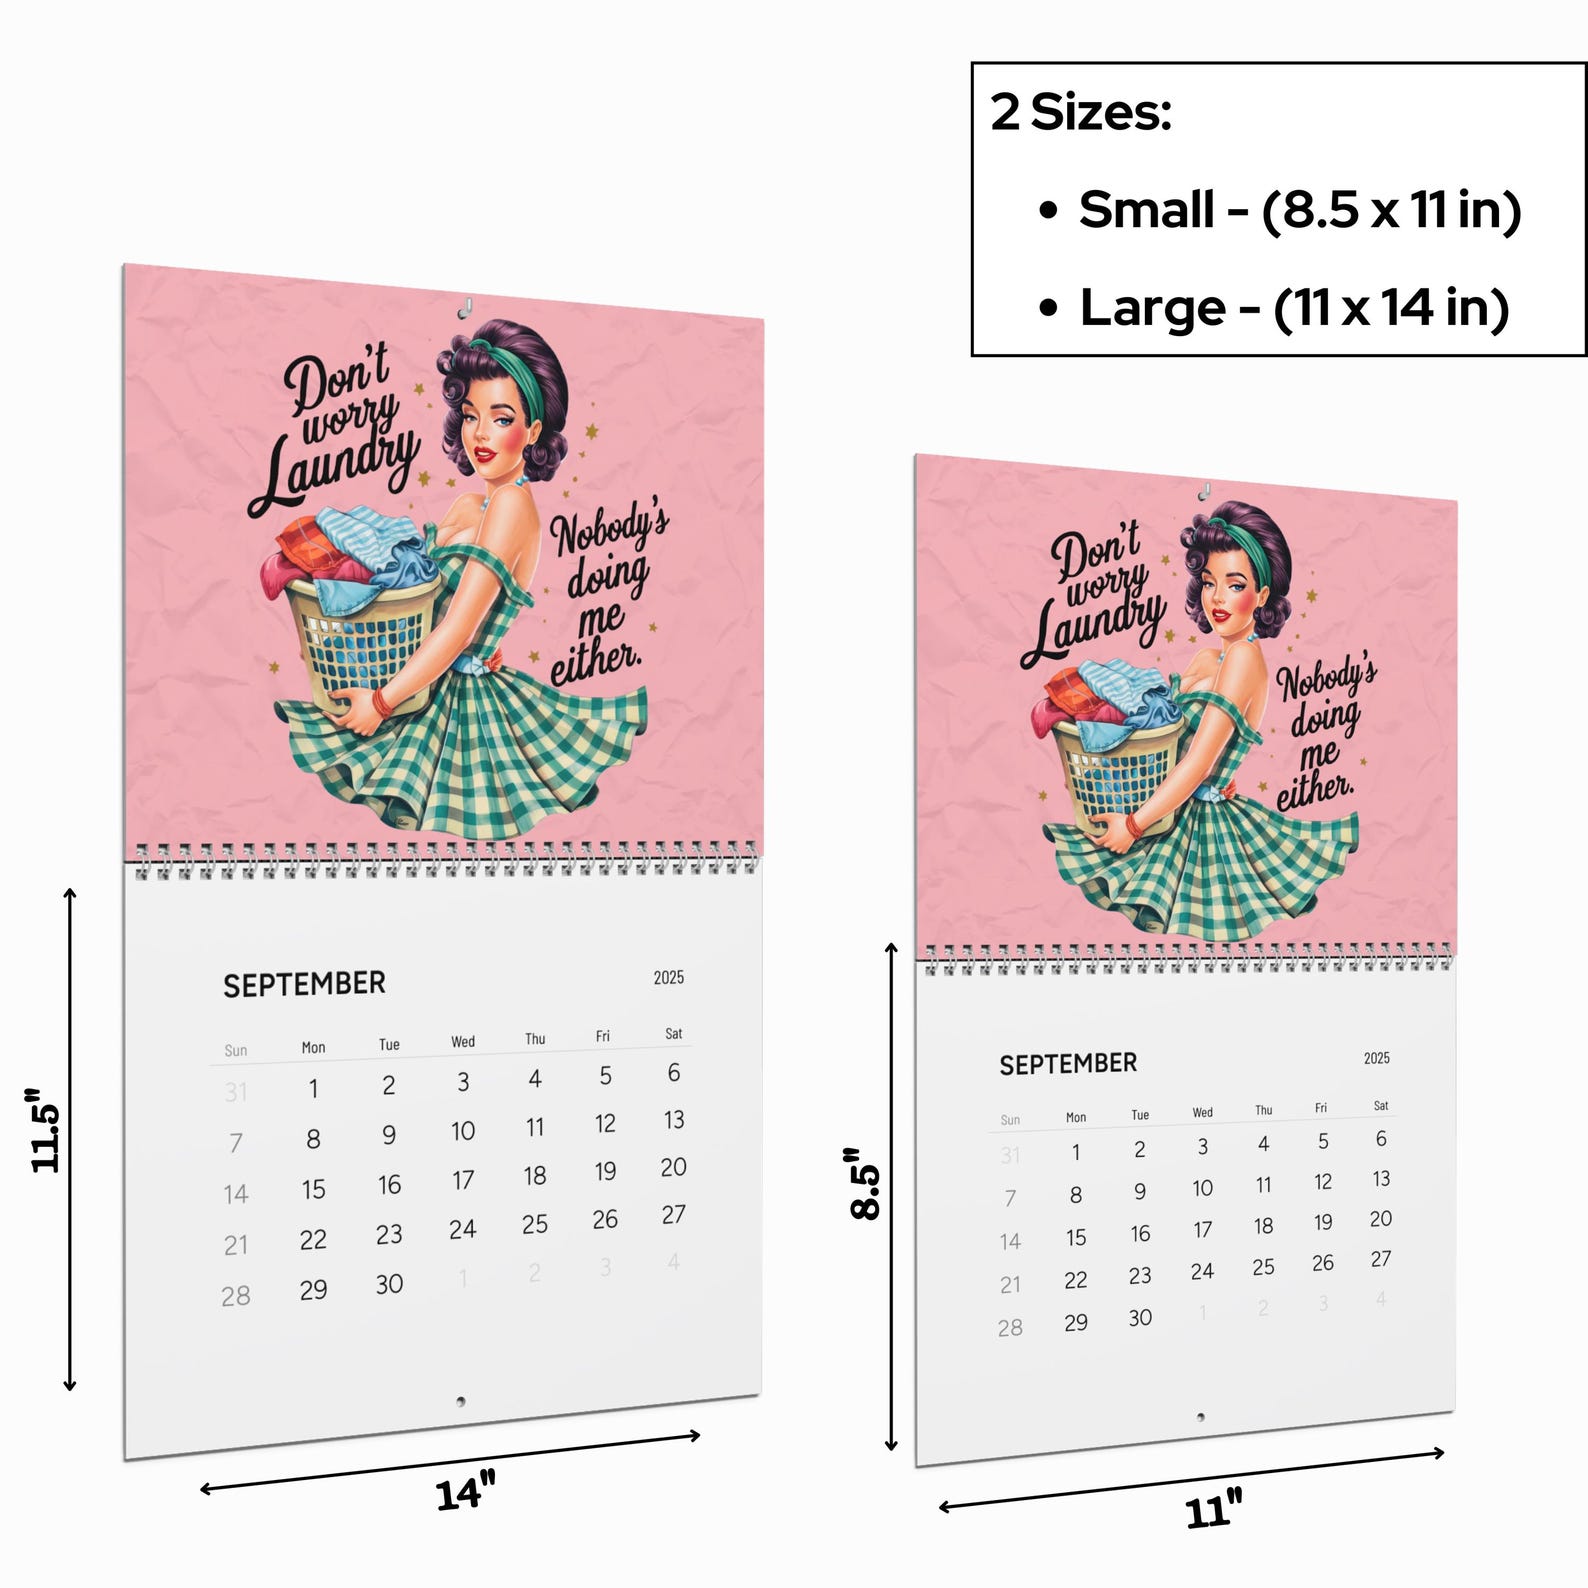 2 Sizes:
• Small - (8.5 x 11 in)
• Large - (11 x 14 in)
Don't
worry
Laundry
Nobody's
doing
me
either.
SEPTEMBER 2025
Sun Mon Tue Wed Thu Fri Sat
31 1 2 3 4 5 6
7 8 9 10 11 12 13
14 15 16 17 18 19 20
21 22 23 24 25 26 27
28 29 30 1 2 3 4
11.5"
14"
Don't
worry
Laundry
Nobody's
doing
me
either.
SEPTEMBER 2025
Sun Mon Tue Wed Thu Fri Sat
31 1 2 3 4 5 6
7 8 9 10 11 12 13
14 15 16 17 18 19 20
21 22 23 24 25 26 27
28 29 30 1 2 3 4
8.5"
11"